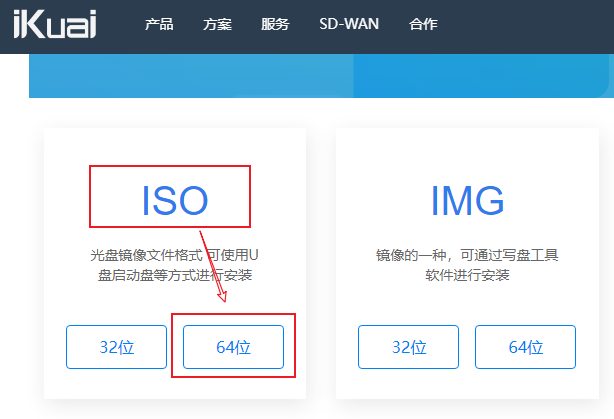 iKuai 产品 方案 服务 SD-WAN 合作
ISO
光盘镜像文件格式 可使用U
盘启动盘等方式进行安装
32位 64位
IMG
镜像的一种，可通过写盘工具
软件进行安装
32位 64位